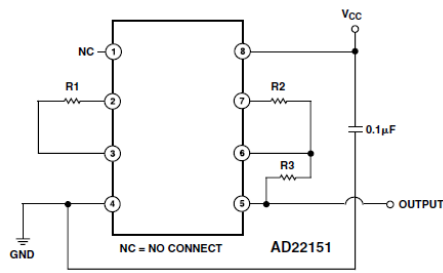 VCC
NC
1
8
R1
R2
2
7
0.1µF
3
6
R3
4
5
OUTPUT
GND
NC = NO CONNECT
AD22151